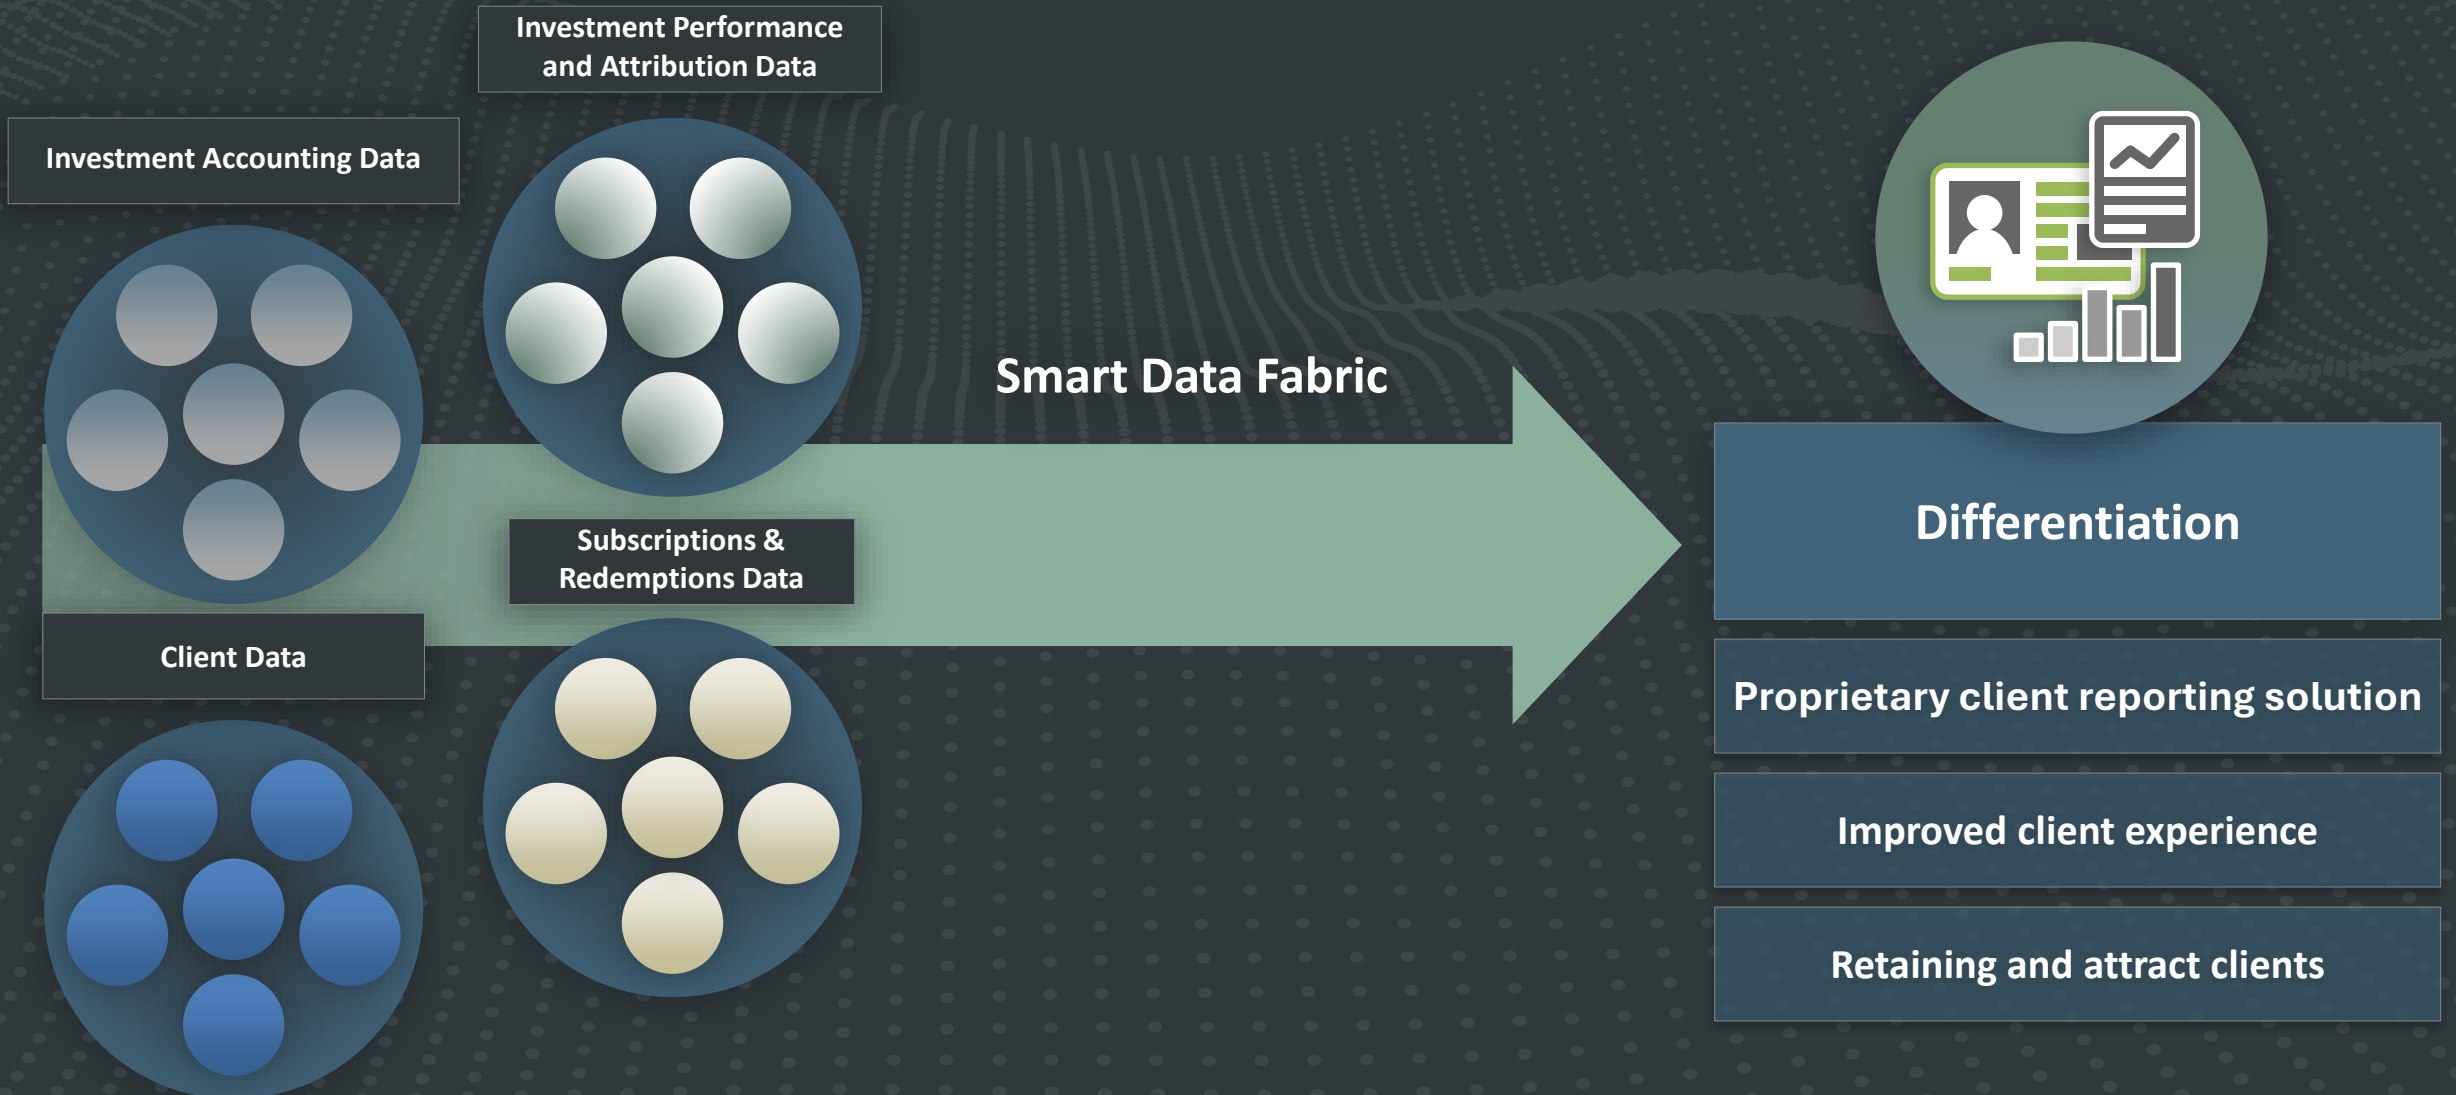 Investment Performance
and Attribution Data
Investment Accounting Data
Smart Data Fabric
Subscriptions &
Redemptions Data
Client Data
Differentiation
Proprietary client reporting solution
Improved client experience
Retaining and attract clients